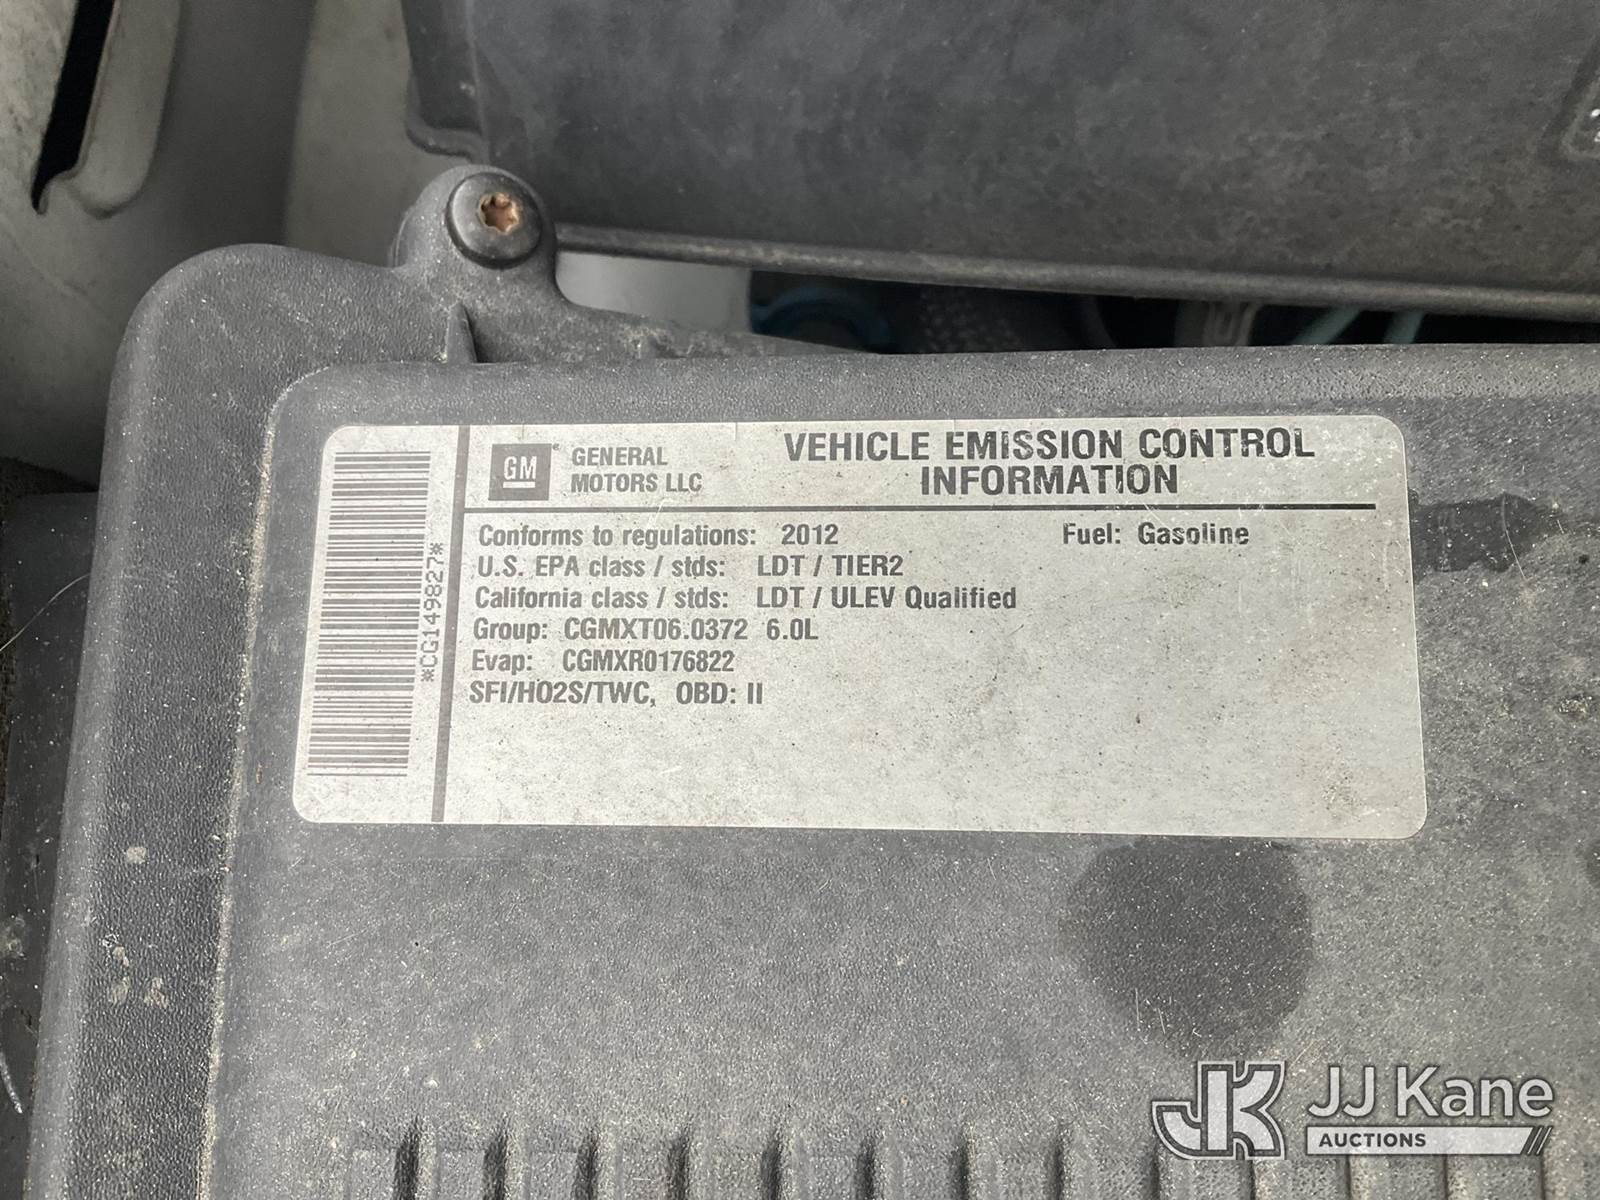 GM
GENERAL
MOTORS LLC
VEHICLE EMISSION CONTROL
INFORMATION
*CG149827*
Conforms to regulations: 2012 Fuel: Gasoline
U.S. EPA class / stds: LDT / TIER2
California class / stds: LDT / ULEV Qualified
Group: CGMXT06.0372 6.0L
Evap: CGMXR0176822
SFI/HO2S/TWC, OBD: II
JK
JJ Kane
AUCTIONS